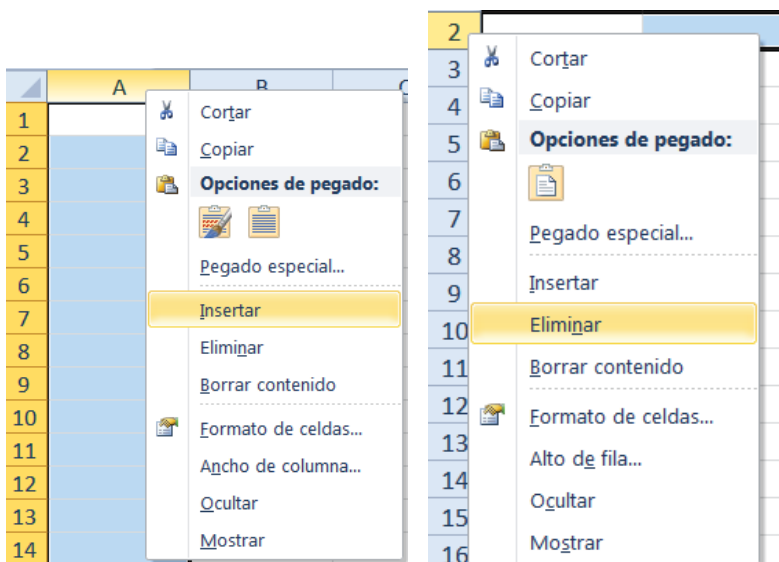 A
B
1
2
3
4
5
6
7
8
9
10
11
12
13
14
Cortar
Copiar
Opciones de pegado:
Pegado especial...
Insertar
Eliminar
Borrar contenido
Formato de celdas...
Ancho de columna...
Ocultar
Mostrar
2
3
4
5
6
7
8
9
10
11
12
13
14
15
16
Cortar
Copiar
Opciones de pegado:
Pegado especial...
Insertar
Eliminar
Borrar contenido
Formato de celdas...
Alto de fila...
Ocultar
Mostrar